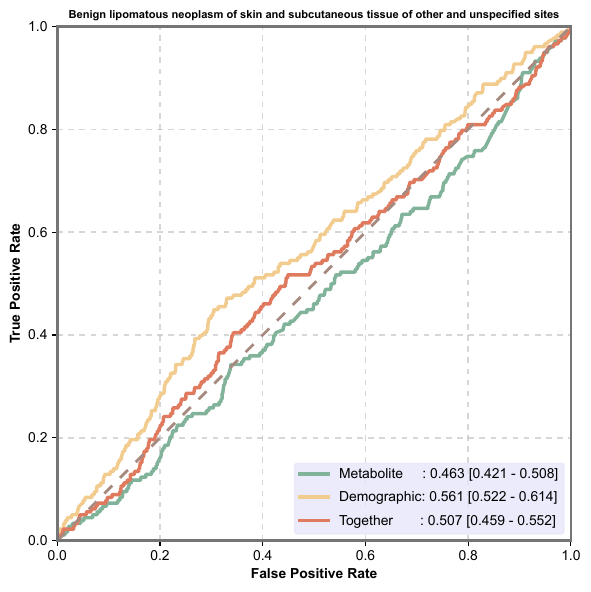 Benign lipomatous neoplasm of skin and subcutaneous tissue of other and unspecified sites
1.0
0.8
0.6
0.4
0.2
0.0
True Positive Rate
Metabolite : 0.463 [0.421 - 0.508]
Demographic: 0.561 [0.522 - 0.614]
Together : 0.507 [0.459 - 0.552]
0.0 0.2 0.4 0.6 0.8 1.0
False Positive Rate